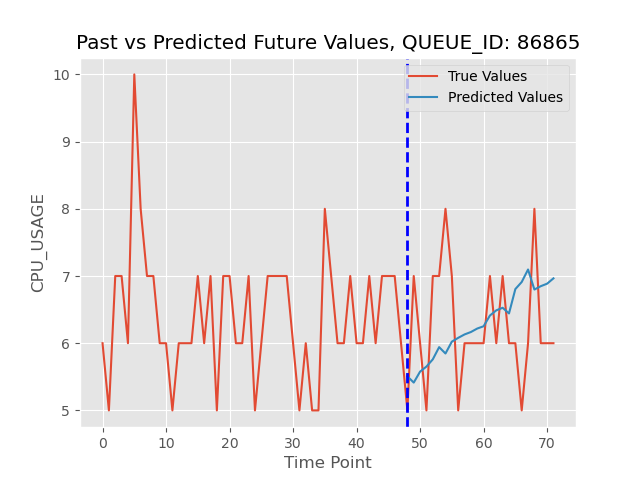 Past vs Predicted Future Values, QUEUE_ID: 86865
True Values
Predicted Values
CPU_USAGE
10
9
8
7
6
5
0 10 20 30 40 50 60 70
Time Point